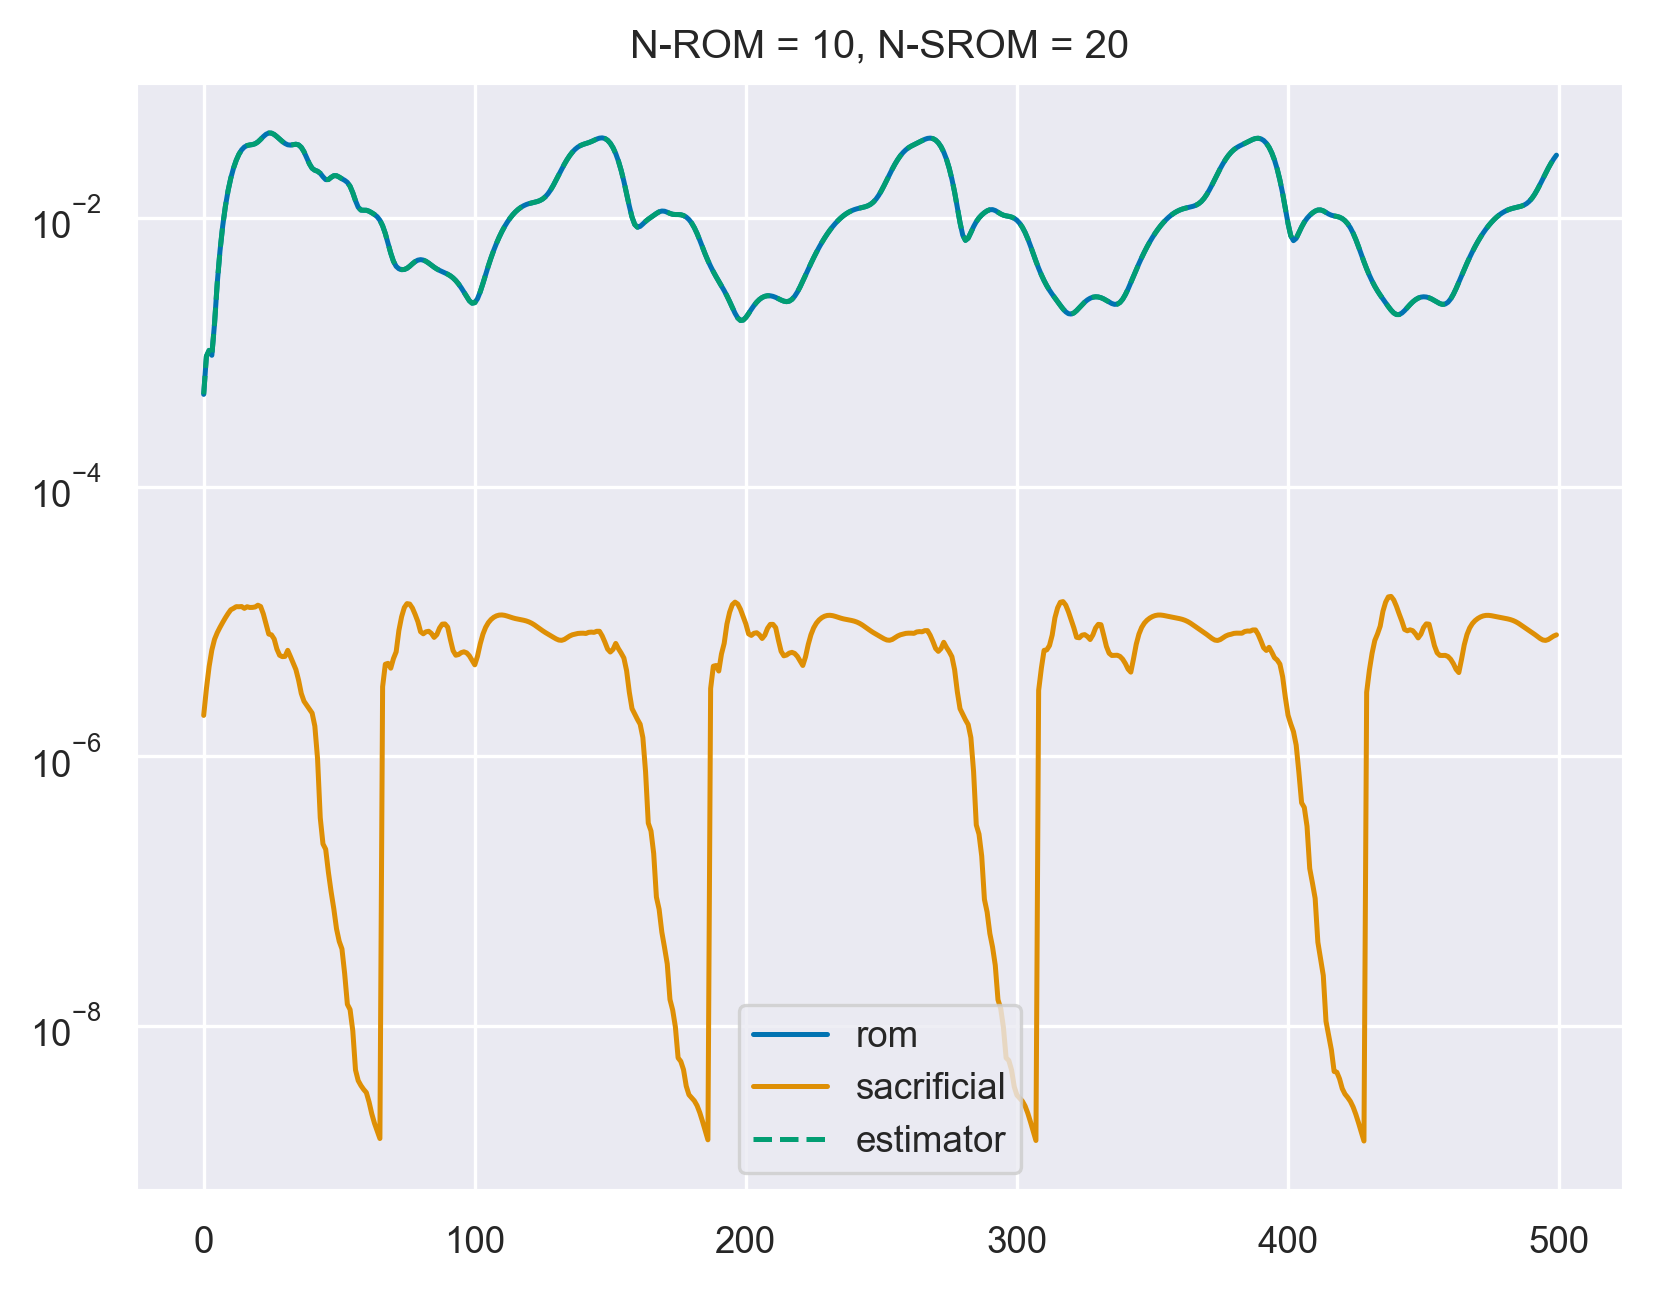 N-ROM = 10, N-SROM = 20
10⁻²
10⁻⁴
10⁻⁶
10⁻⁸
rom
sacrificial
estimator
0 100 200 300 400 500